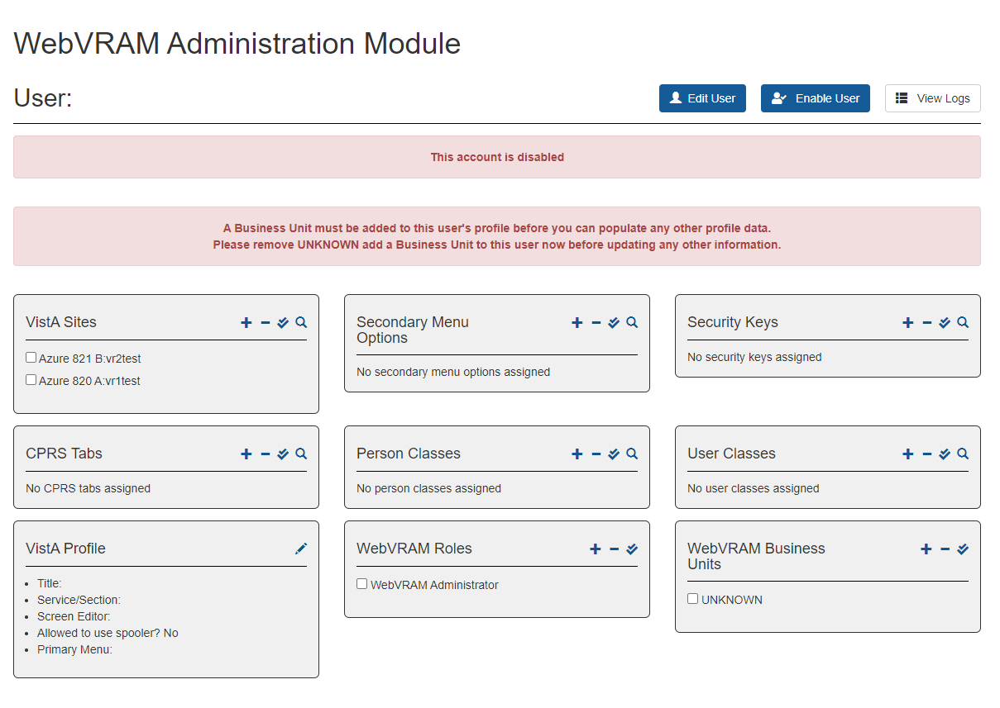 WebVRAM Administration Module
User:
Edit User
Enable User
View Logs
This account is disabled
A Business Unit must be added to this user's profile before you can populate any other profile data.
Please remove UNKNOWN add a Business Unit to this user now before updating any other information.
VistA Sites
Azure 821 B:vr2test
Azure 820 A:vr1test
Secondary Menu
Options
No secondary menu options assigned
Security Keys
No security keys assigned
CPRS Tabs
No CPRS tabs assigned
Person Classes
No person classes assigned
User Classes
No user classes assigned
VistA Profile
Title:
Service/Section:
Screen Editor:
Allowed to use spooler? No
Primary Menu:
WebVRAM Roles
WebVRAM Administrator
WebVRAM Business
Units
UNKNOWN